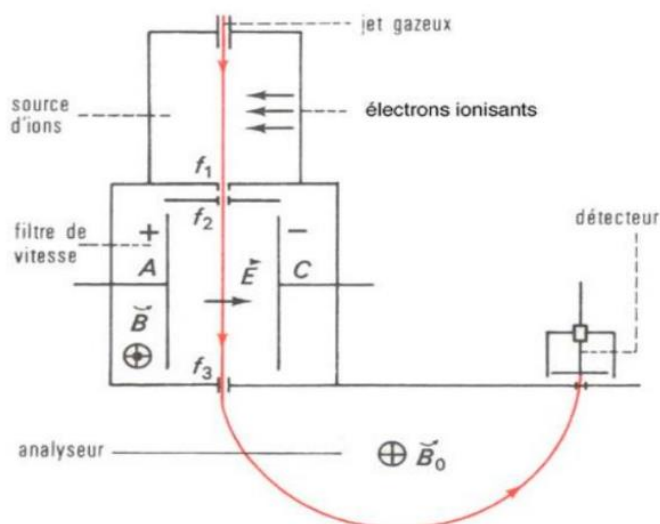 jet gazeux
source
d'ions
électrons ionisants
f1
f2
filtre de
vitesse
+
−
détecteur
A
E
C
B
f3
analyseur
B0